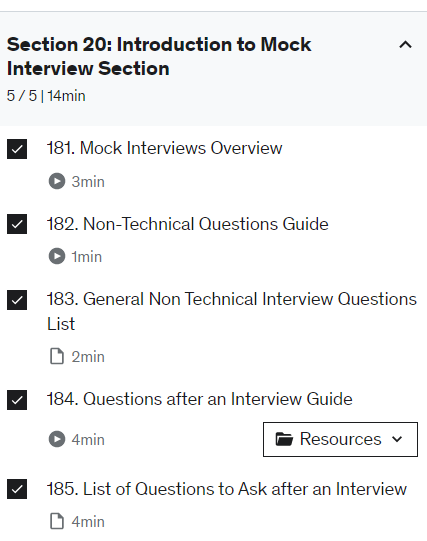 Section 20: Introduction to Mock
Interview Section
5 / 5 | 14min
181. Mock Interviews Overview
3min
182. Non-Technical Questions Guide
1min
183. General Non Technical Interview Questions
List
2min
184. Questions after an Interview Guide
4min
Resources
185. List of Questions to Ask after an Interview
4min